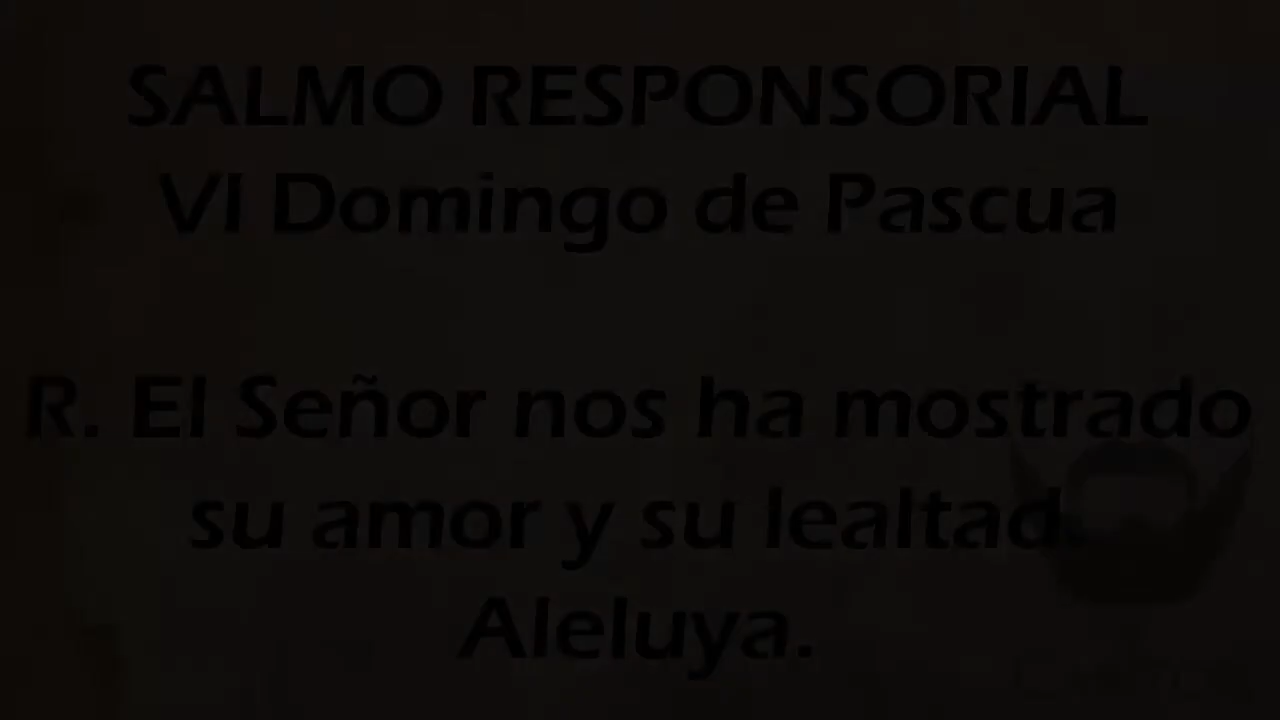 SALMO RESPONSORIAL
VI Domingo de Pascua
R. El Señor nos ha mostrado
su amor y su lealtad.
Aleluya.